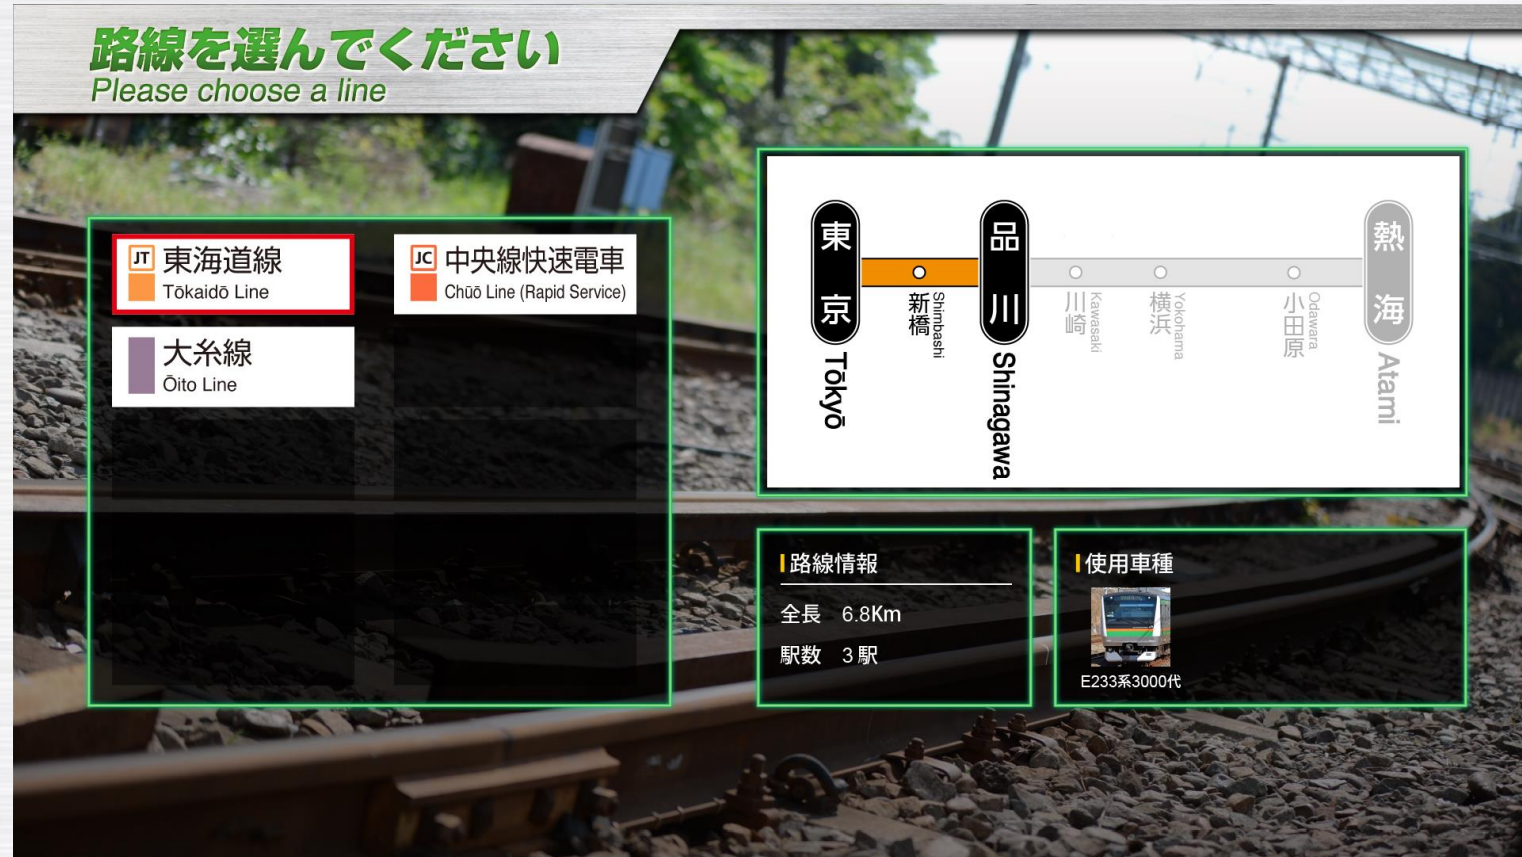 路線を選んでください
Please choose a line
JT 東海道線
Tōkaidō Line
JC 中央線快速電車
Chūō Line (Rapid Service)
大糸線
Ōito Line
東京
Tōkyō
新橋
Shimbashi
品川
Shinagawa
川崎
Kawasaki
横浜
Yokohama
小田原
Odawara
熱海
Atami
路線情報
全長 6.8Km
駅数 3駅
使用車種
E233系3000代